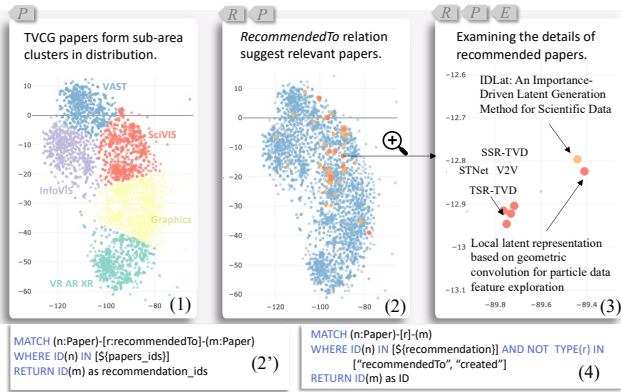 P
TVCG papers form sub-area
clusters in distribution.
10
0
−10
−20
−30
−40
−50
−60
−120
−100
−80
VAST
SciVIS
InfoVIS
Graphics
VR AR XR
(1)
R P
RecommendedTo relation
suggest relevant papers.
10
0
−10
−20
−30
−40
−50
−60
−120
−100
−80
(2)
R P E
Examining the details of
recommended papers.
−12.6
−12.8
−12.9
−13
−13.1
−89.8
−89.6
−89.4
IDLat: An Importance-
Driven Latent Generation
Method for Scientific Data
SSR-TVD
STNet V2V
TSR-TVD
Local latent representation
based on geometric
convolution for particle data
feature exploration
(3)
MATCH (n:Paper)-[r:recommendedTo]-(m:Paper)
WHERE ID(n) IN [${papers_ids}]
RETURN ID(m) as recommendation_ids
(2')
MATCH (n:Paper)-[r]-(m)
WHERE ID(n) IN [${recommendation}] AND NOT TYPE(r) IN
["recommendedTo", "created"]
RETURN ID(m) as ID
(4)